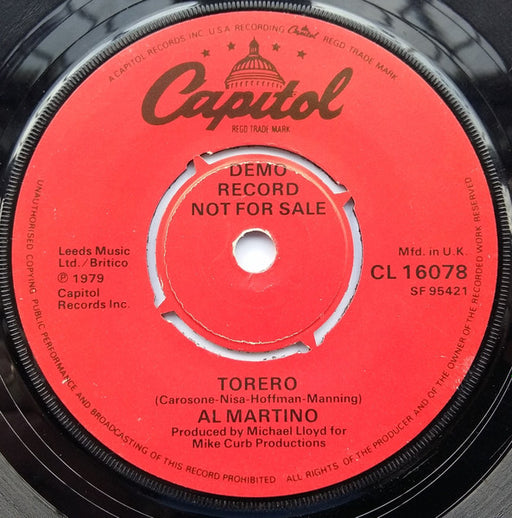 A CAPITOL RECORDS INC. U.S.A. RECORDING Capitol REGD. TRADE MARK
Capitol
REGD TRADE MARK
DEMO
RECORD
NOT FOR SALE
Leeds Music
Ltd./Britico
℗ 1979
Capitol
Records Inc.
Mfd. in U.K.
CL 16078
SF 95421
TORERO
(Carosone-Nisa-Hoffman-Manning)
AL MARTINO
Produced by Michael Lloyd for
Mike Curb Productions
UNAUTHORISED COPYING PUBLIC PERFORMANCE AND BROADCASTING OF THIS RECORD PROHIBITED ALL RIGHTS OF THE PRODUCER AND OF THE OWNER OF THE RECORDED WORK RESERVED